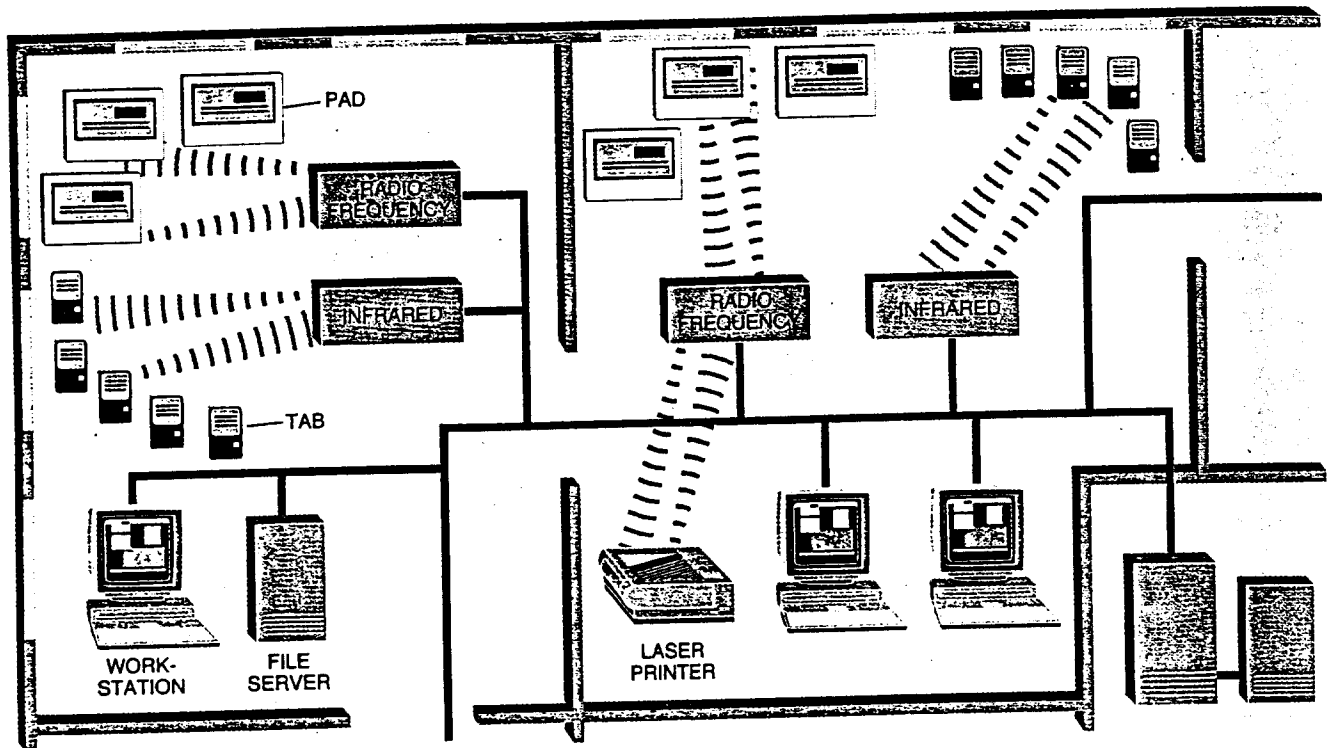 PAD
RADIO
FREQUENCY
INFRARED
RADIO
FREQUENCY
INFRARED
TAB
WORK-
STATION
FILE
SERVER
LASER
PRINTER